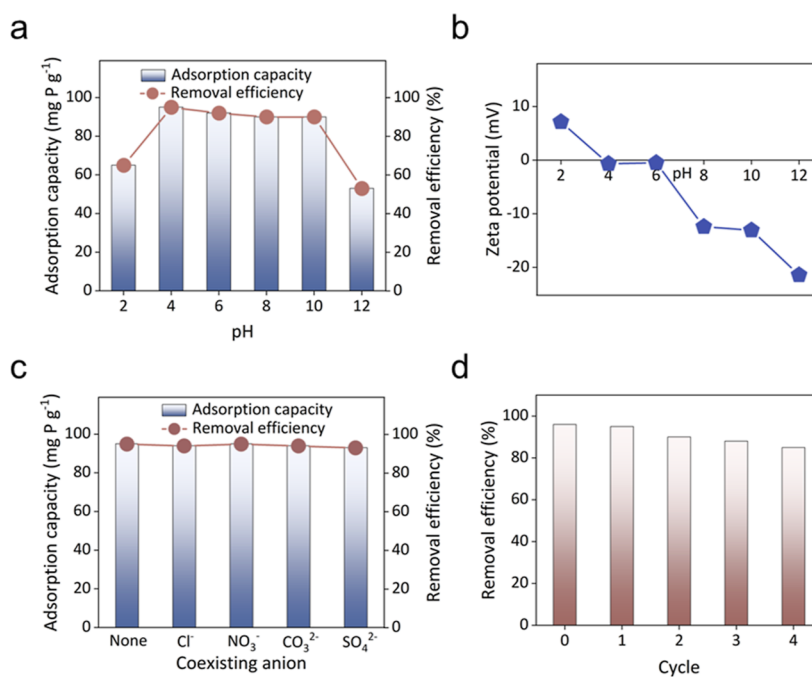 a
Adsorption capacity (mg P g⁻¹)
100
80
60
40
20
0
Adsorption capacity
Removal efficiency
100
80
60
40
20
0
Removal efficiency (%)
2 4 6 8 10 12
pH
b
Zeta potential (mV)
10
0
-10
-20
2 4 6 pH 8 10 12
c
Adsorption capacity (mg P g⁻¹)
100
80
60
40
20
0
Adsorption capacity
Removal efficiency
100
80
60
40
20
0
Removal efficiency (%)
None Cl⁻ NO₃⁻ CO₃²⁻ SO₄²⁻
Coexisting anion
d
Removal efficiency (%)
100
80
60
40
20
0
0 1 2 3 4
Cycle